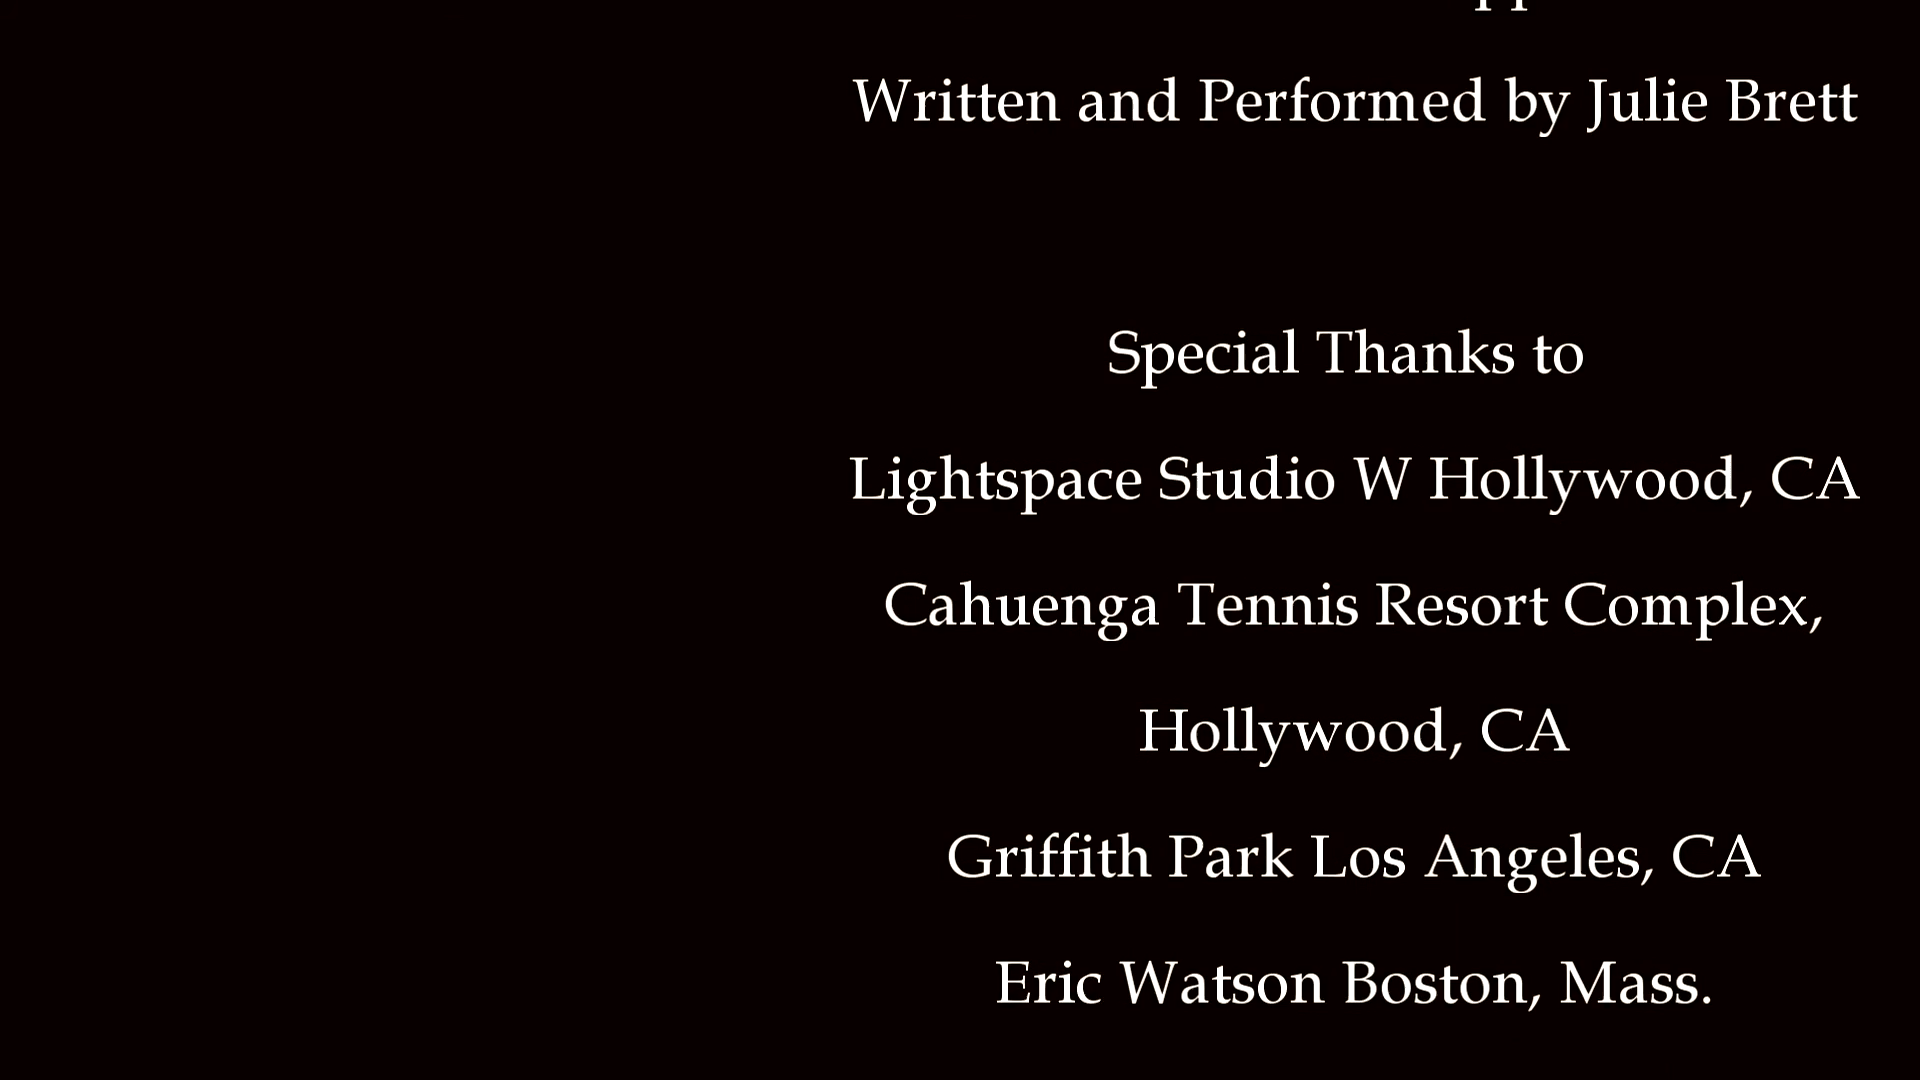 Written and Performed by Julie Brett
Special Thanks to
Lightspace Studio W Hollywood, CA
Cahuenga Tennis Resort Complex,
Hollywood, CA
Griffith Park Los Angeles, CA
Eric Watson Boston, Mass.